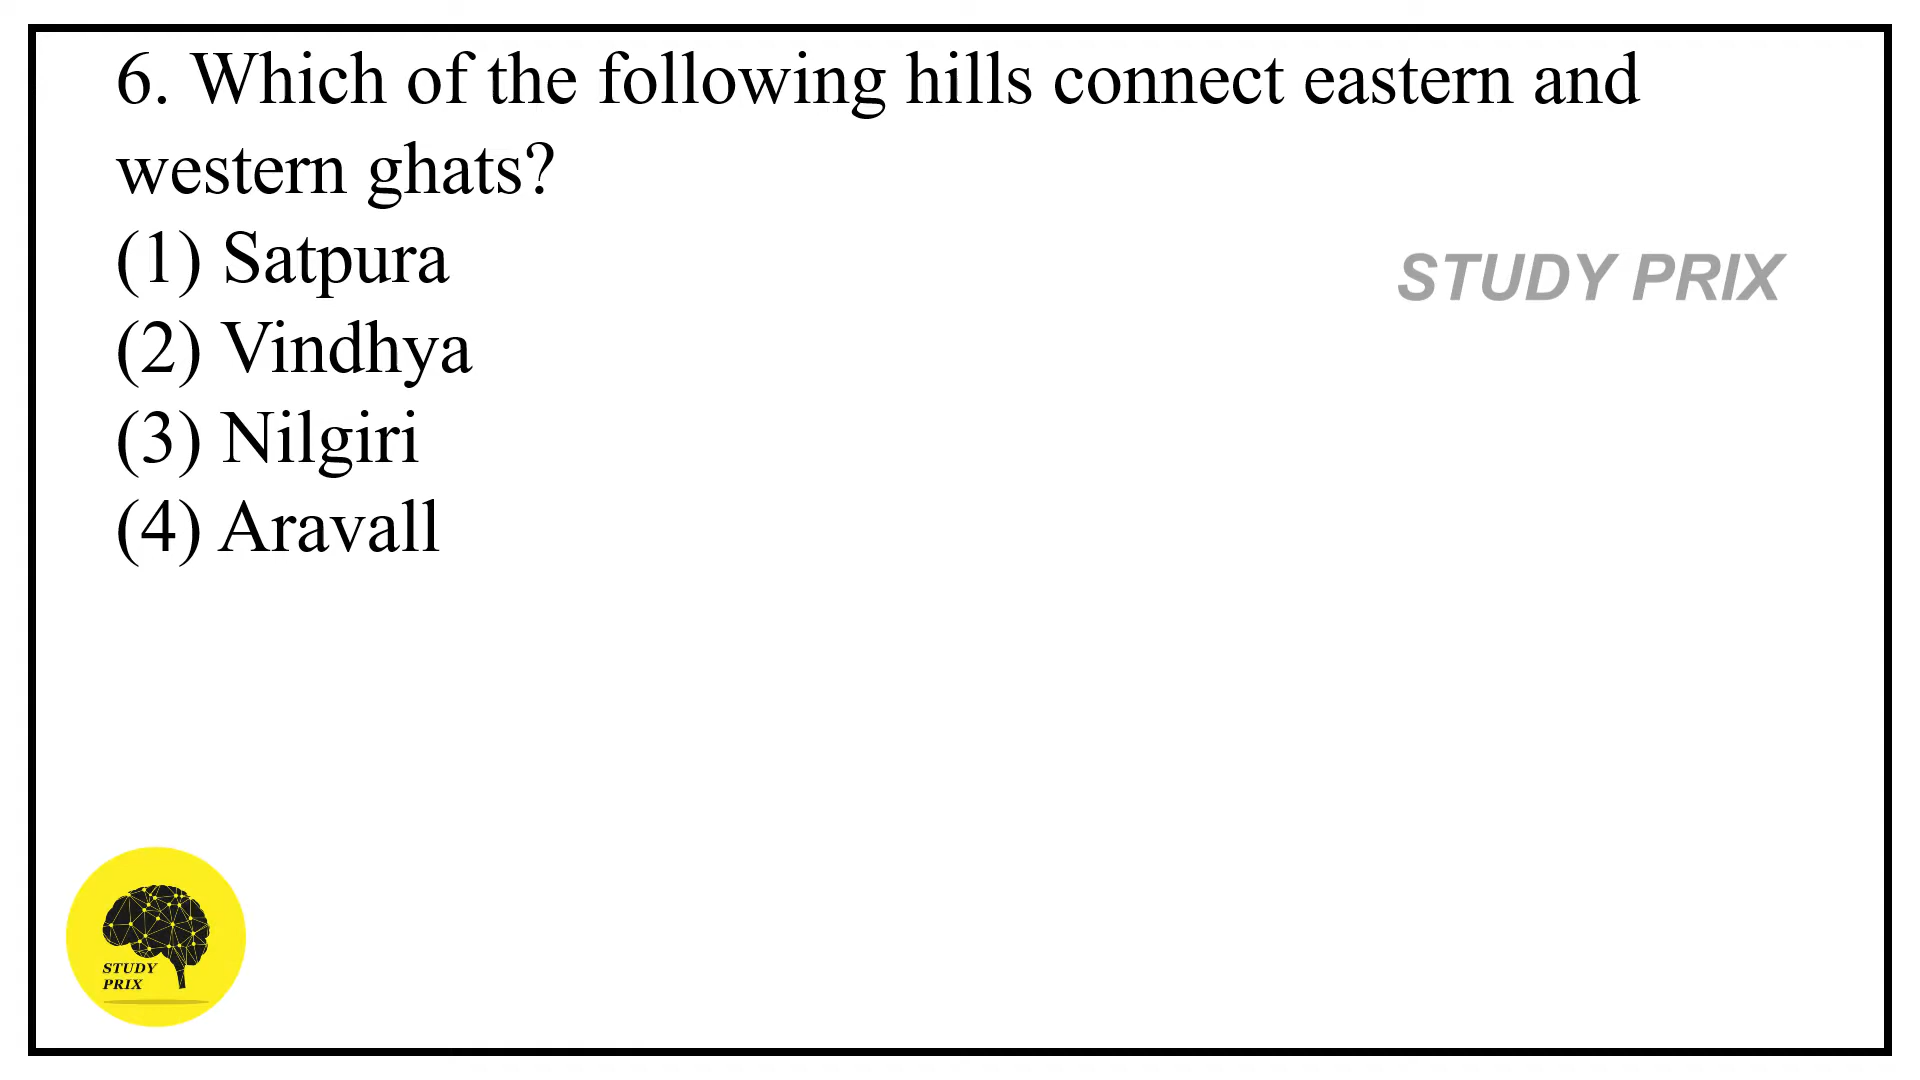 6. Which of the following hills connect eastern and
western ghats?
(1) Satpura
STUDY PRIX
(2) Vindhya
(3) Nilgiri
(4) Aravall
STUDY
PRIX